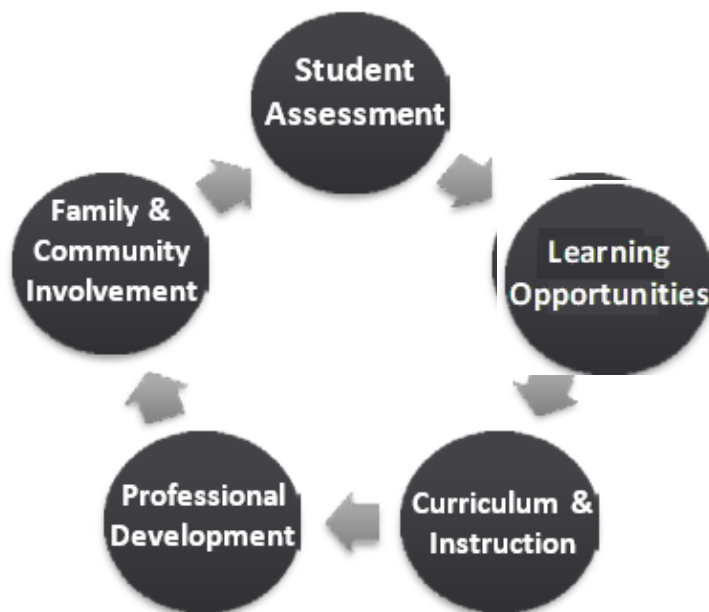 Student
Assessment
Learning
Opportunities
Curriculum &
Instruction
Professional
Development
Family &
Community
Involvement